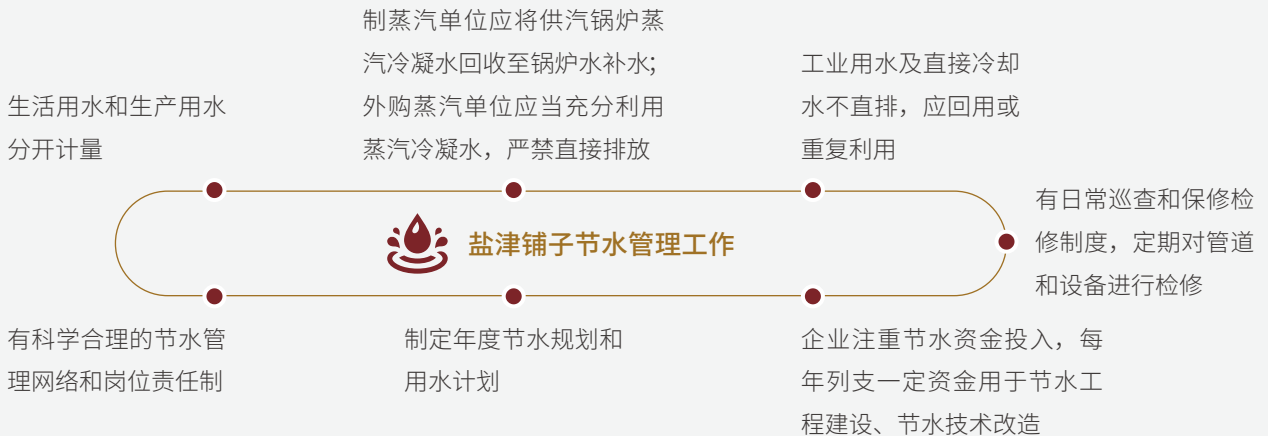 生活用水和生产用水
分开计量
制蒸汽单位应将供汽锅炉蒸
汽冷凝水回收至锅炉水补水;
外购蒸汽单位应当充分利用
蒸汽冷凝水，严禁直接排放
工业用水及直接冷却
水不直排，应回用或
重复利用
有日常巡查和保修检
修制度，定期对管道
和设备进行检修
盐津铺子节水管理工作
有科学合理的节水管
理网络和岗位责任制
制定年度节水规划和
用水计划
企业注重节水资金投入，每
年列支一定资金用于节水工
程建设、节水技术改造